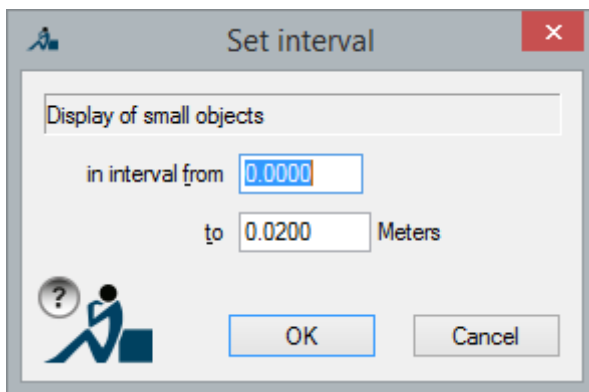 Set interval
Display of small objects
in interval from 0.0000
to 0.0200 Meters
?
OK Cancel